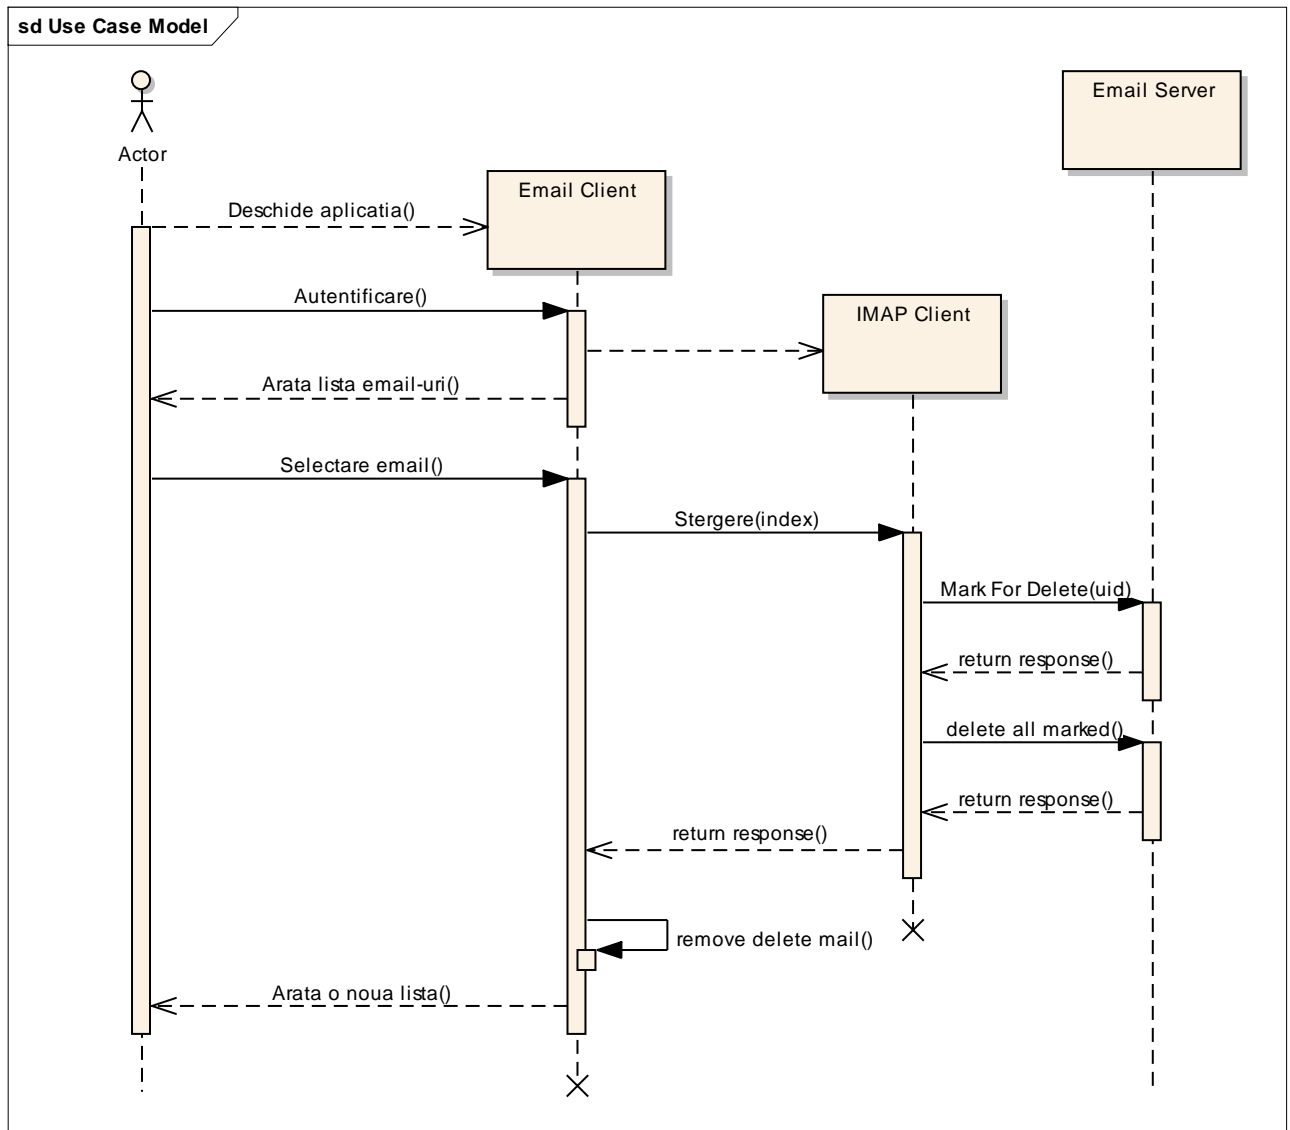 sd Use Case Model
Email Server
Actor
Email Client
Deschide aplicatia()
Autentificare()
IMAP Client
Arata lista email-uri()
Selectare email()
Stergere(index)
Mark For Delete(uid)
return response()
delete all marked()
return response()
return response()
remove delete mail()
Arata o noua lista()